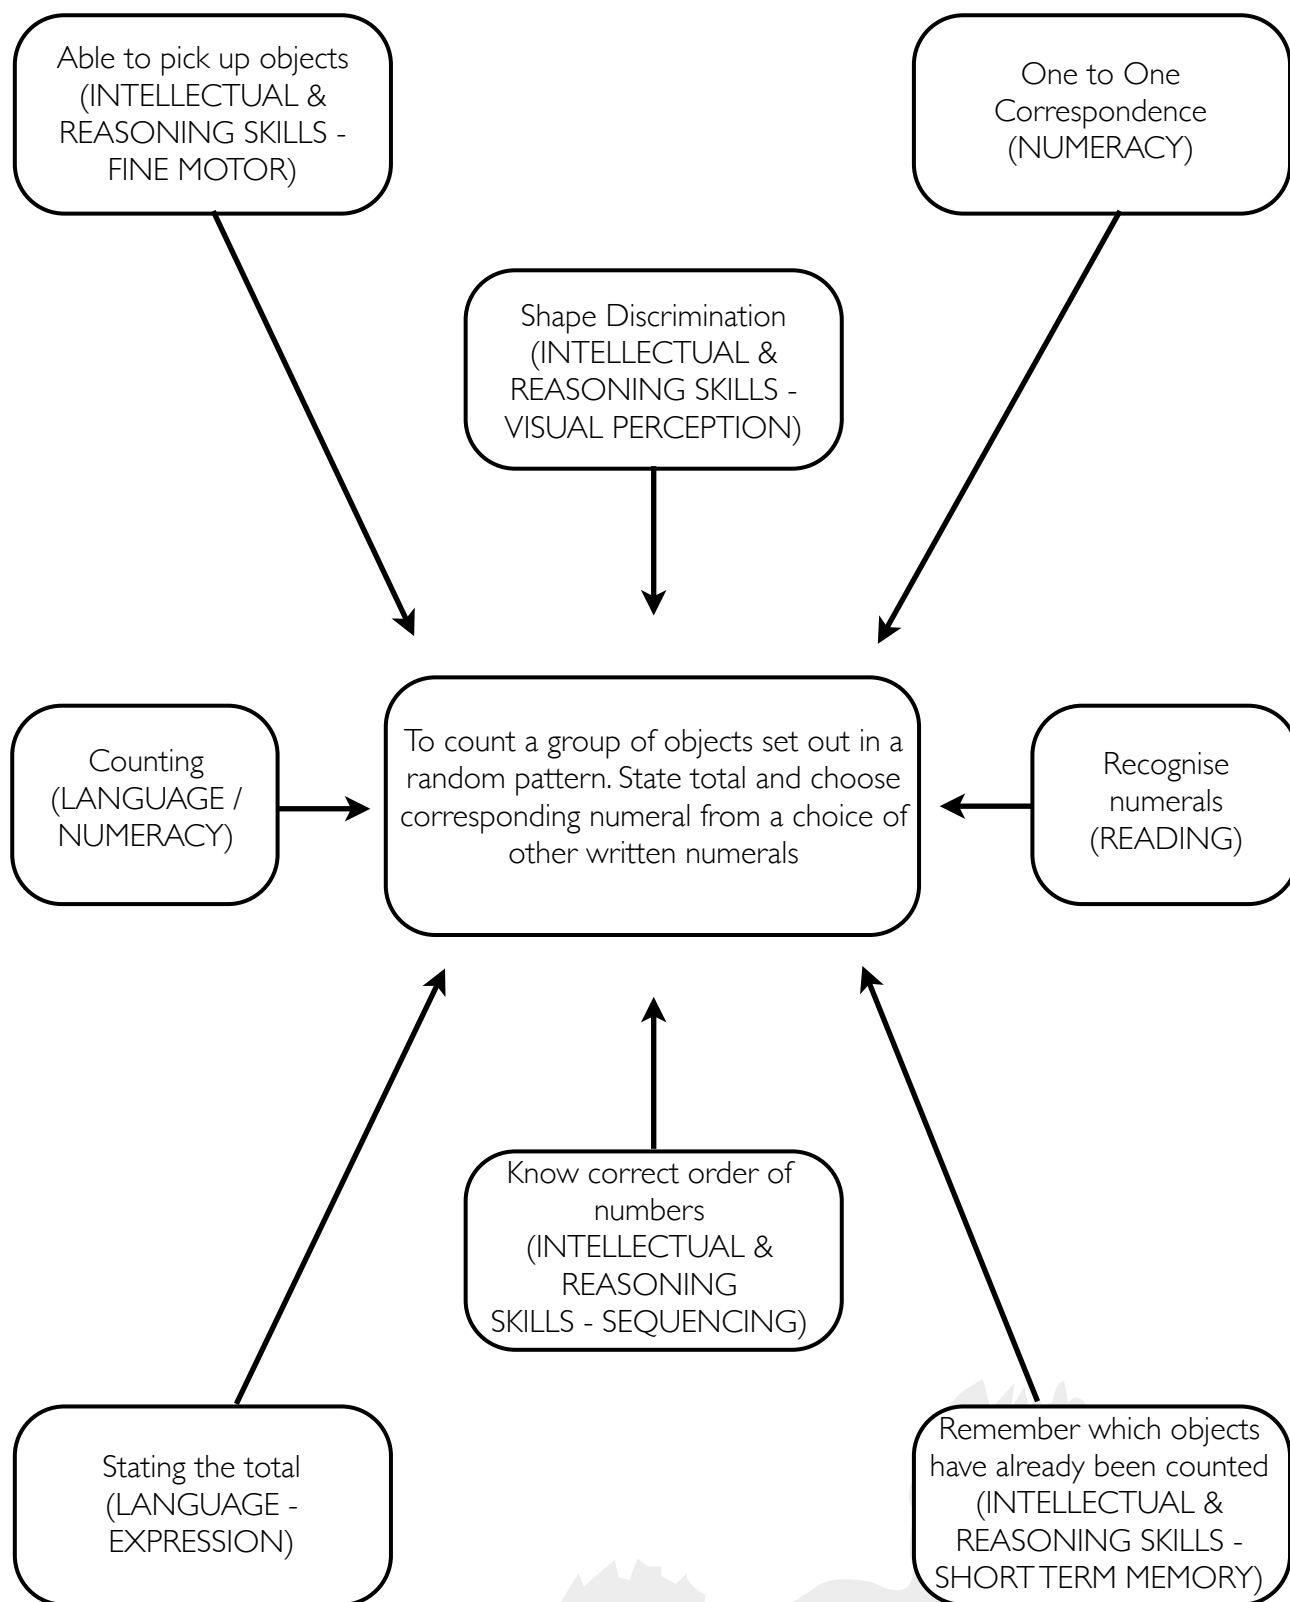 Able to pick up objects
(INTELLECTUAL &
REASONING SKILLS -
FINE MOTOR)
One to One
Correspondence
(NUMERACY)
Shape Discrimination
(INTELLECTUAL &
REASONING SKILLS -
VISUAL PERCEPTION)
Counting
(LANGUAGE /
NUMERACY)
To count a group of objects set out in a
random pattern. State total and choose
corresponding numeral from a choice of
other written numerals
Recognise
numerals
(READING)
Know correct order of
numbers
(INTELLECTUAL &
REASONING
SKILLS - SEQUENCING)
Stating the total
(LANGUAGE -
EXPRESSION)
Remember which objects
have already been counted
(INTELLECTUAL &
REASONING SKILLS -
SHORT TERM MEMORY)